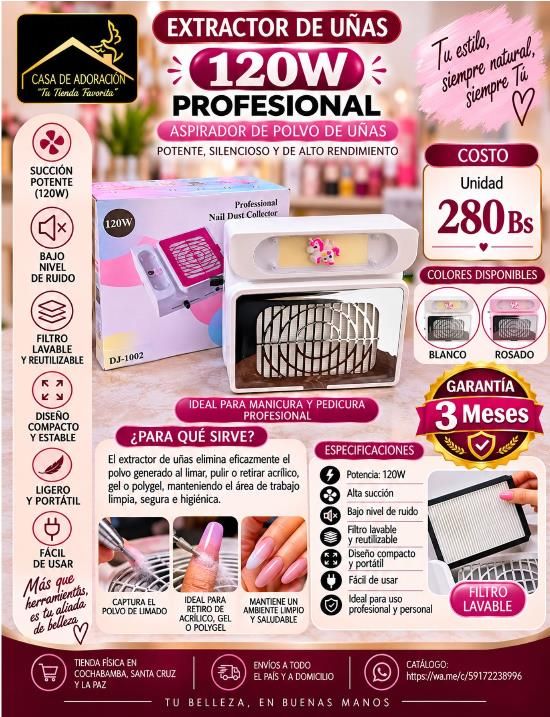 CASA DE ADORACIÓN
"Tu Tienda Favorita"
EXTRACTOR DE UÑAS
120W
PROFESIONAL
ASPIRADOR DE POLVO DE UÑAS
POTENTE, SILENCIOSO Y DE ALTO RENDIMIENTO
Tu estilo,
siempre natural,
siempre Tú
SUCCIÓN
POTENTE
(120W)
BAJO
NIVEL
DE RUIDO
FILTRO
LAVABLE
Y REUTILIZABLE
DISEÑO
COMPACTO
Y ESTABLE
LIGERO
Y PORTÁTIL
FÁCIL
DE USAR
Más que
herramientas,
es tu aliada
de belleza
120W
Professional
Nail Dust Collector
DJ-1002
COSTO
Unidad
280 Bs
COLORES DISPONIBLES
BLANCO
ROSADO
GARANTÍA
3 Meses
IDEAL PARA MANICURA Y PEDICURA
PROFESIONAL
¿PARA QUÉ SIRVE?
El extractor de uñas elimina eficazmente el
polvo generado al limar, pulir o retirar acrílico,
gel o polygel, manteniendo el área de trabajo
limpia, segura e higiénica.
CAPTURA EL
POLVO DE LIMADO
IDEAL PARA
RETIRO DE
ACRÍLICO, GEL
O POLYGEL
MANTIENE UN
AMBIENTE LIMPIO
Y SALUDABLE
ESPECIFICACIONES
Potencia: 120W
Alta succión
Bajo nivel de ruido
Filtro lavable
y reutilizable
Diseño compacto
y portátil
Fácil de usar
Ideal para uso
profesional y personal
FILTRO
LAVABLE
TIENDA FÍSICA EN
COCHABAMBA, SANTA CRUZ
Y LA PAZ
ENVÍOS A TODO
EL PAÍS Y A DOMICILIO
CATÁLOGO:
https://wa.me/c/59172238996
TU BELLEZA, EN BUENAS MANOS